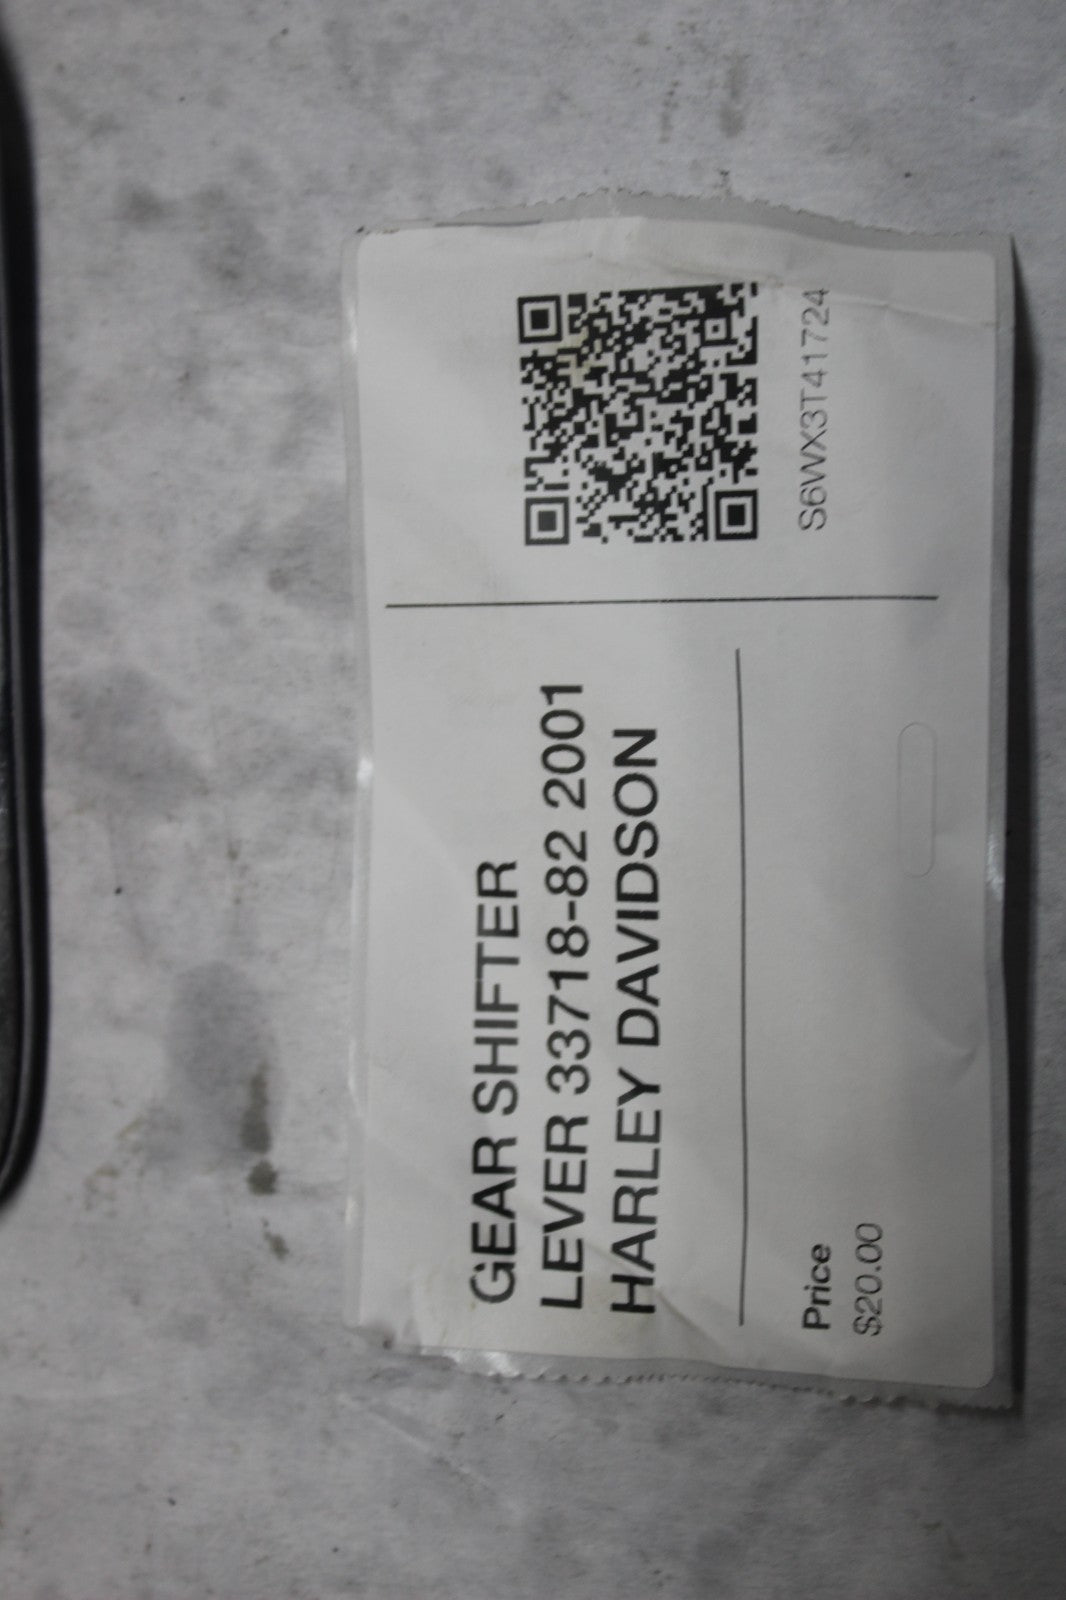 GEAR SHIFTER
LEVER 33718-82 2001
HARLEY DAVIDSON
Price
$20.00
S6WX3T41724